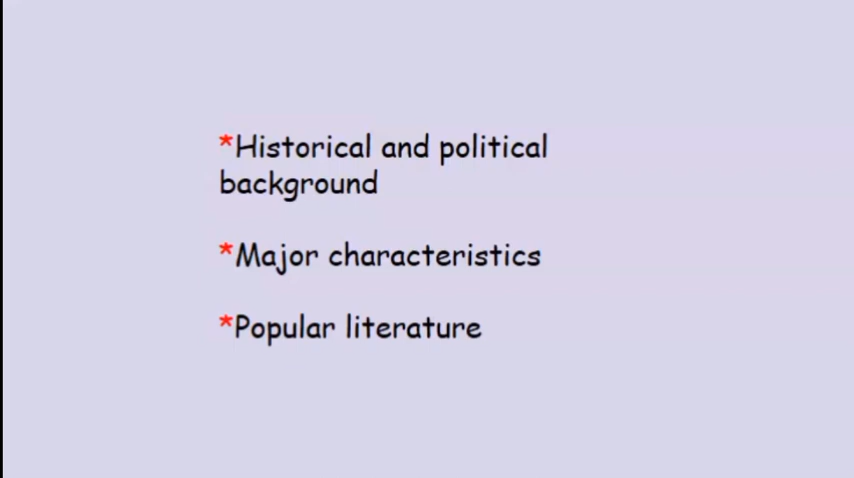 *Historical and political
background
*Major characteristics
*Popular literature